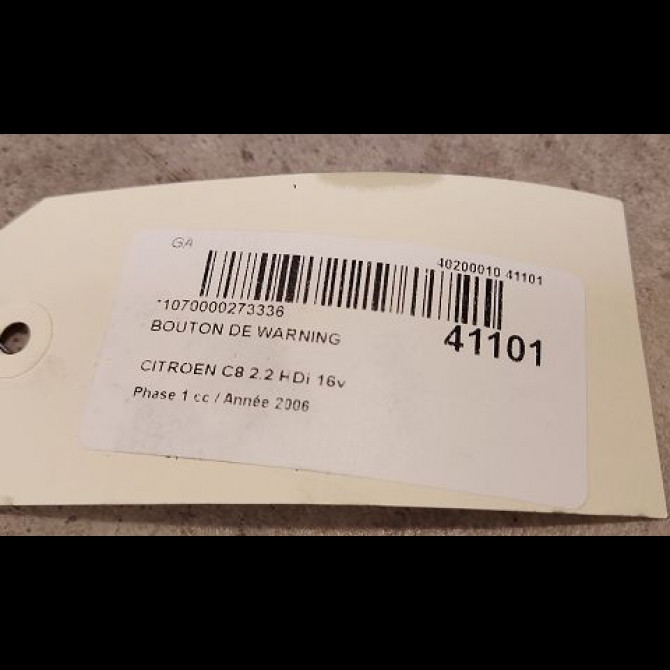 GA
40200010 41101
*1070000273336
BOUTON DE WARNING
41101
CITROEN C8 2.2 HDi 16v
Phase 1 cc / Année 2006